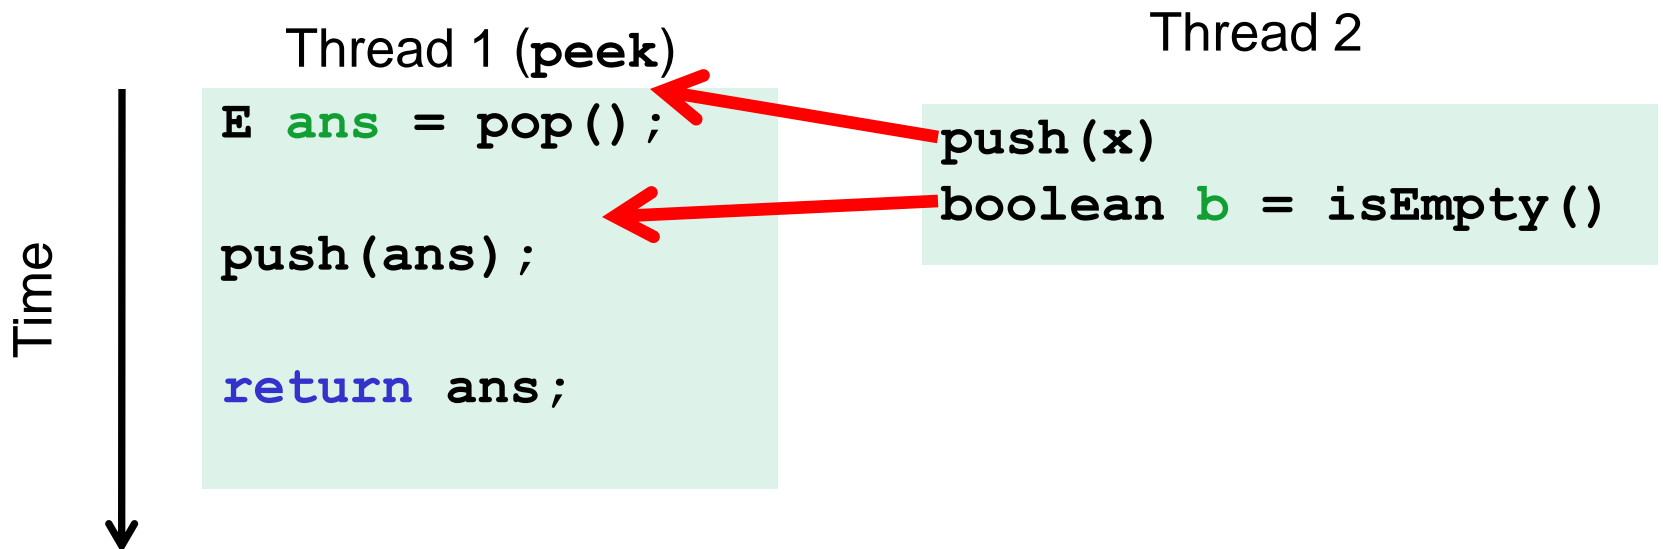 Thread 1 (peek)
Thread 2
Time
E ans = pop();
push(ans);
return ans;
push(x)
boolean b = isEmpty()